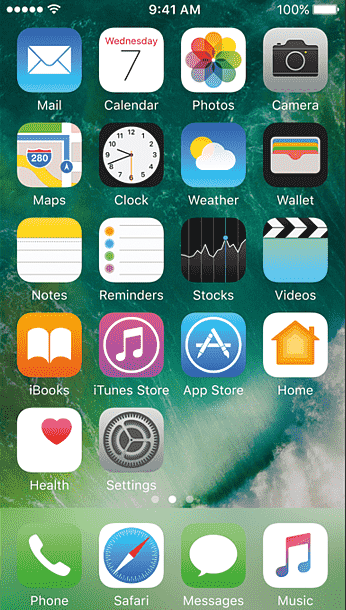 9:41 AM 100%
Wednesday
7
Mail Calendar Photos Camera
280
Maps Clock Weather Wallet
Notes Reminders Stocks Videos
iBooks iTunes Store App Store Home
Health Settings
Phone Safari Messages Music